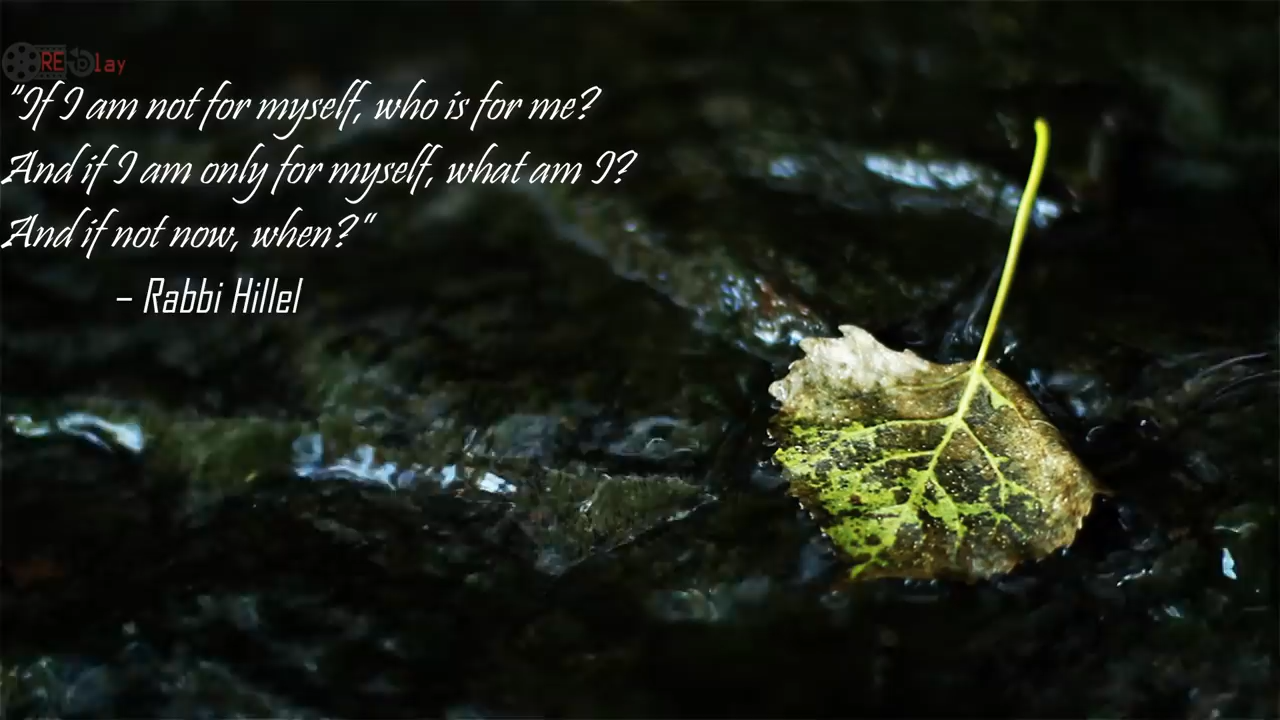 REplay
"If I am not for myself, who is for me?
And if I am only for myself, what am I?
And if not now, when?"
– Rabbi Hillel